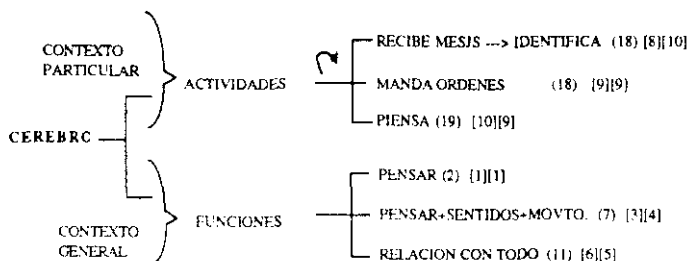 CONTEXTO
PARTICULAR
ACTIVIDADES
RECIBE MESJS ---> IDENTIFICA (18) [8][10]
MANDA ORDENES (18) [9][9]
PIENSA (19) [10][9]
CEREBRO
PENSAR (2) [1][1]
FUNCIONES
PENSAR+SENTIDOS+MOVTO. (7) [3][4]
CONTEXTO
GENERAL
RELACION CON TODO (11) [6][5]